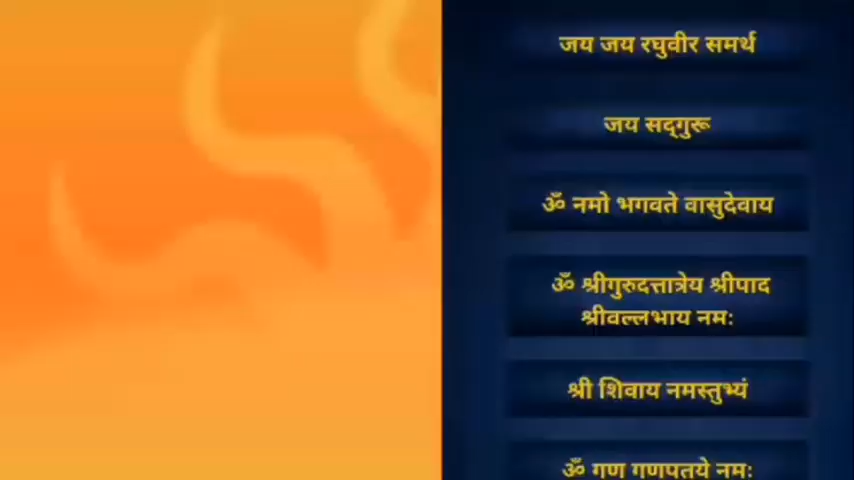 जय जय रघुवीर समर्थ
जय सद्गुरू
ॐ नमो भगवते वासुदेवाय
ॐ श्रीगुरुदत्तात्रेय श्रीपाद
श्रीवल्लभाय नमः
श्री शिवाय नमस्तुभ्यं
ॐ गण गणपतये नमः